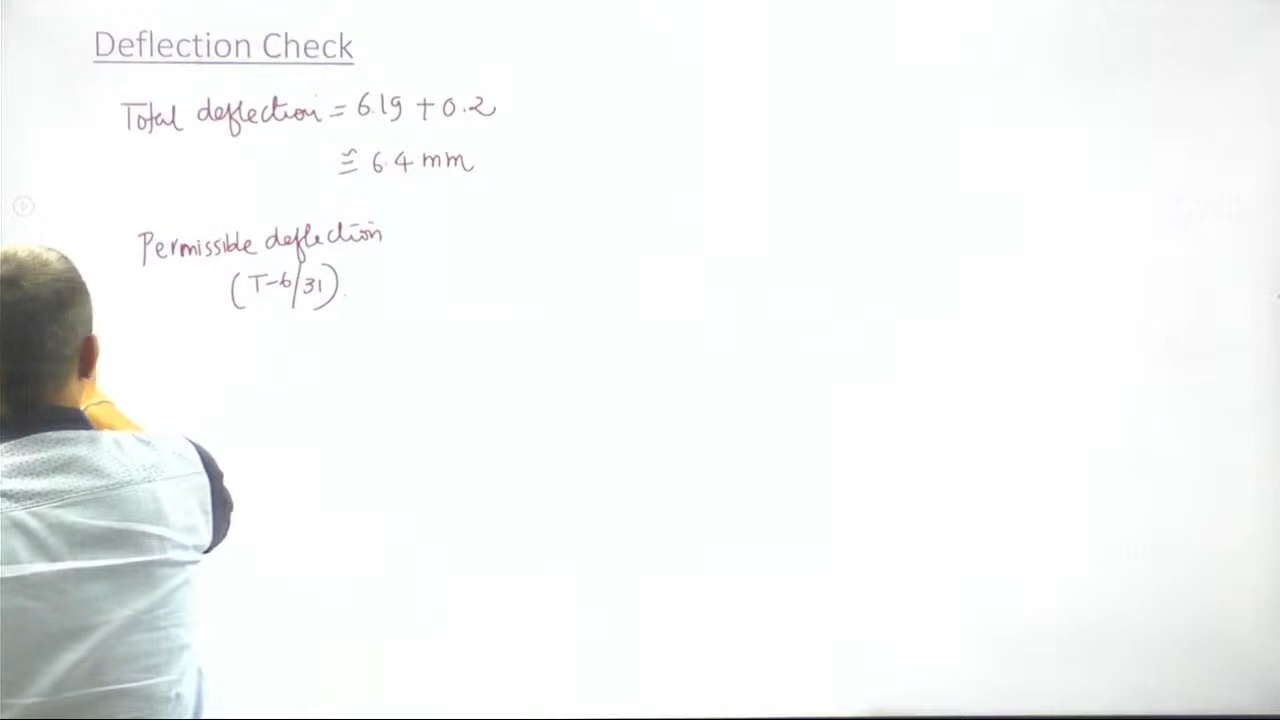 Deflection Check
Total deflection = 6.19 + 0.2
≅ 6.4 mm
Permissible deflection
(T-6/31).